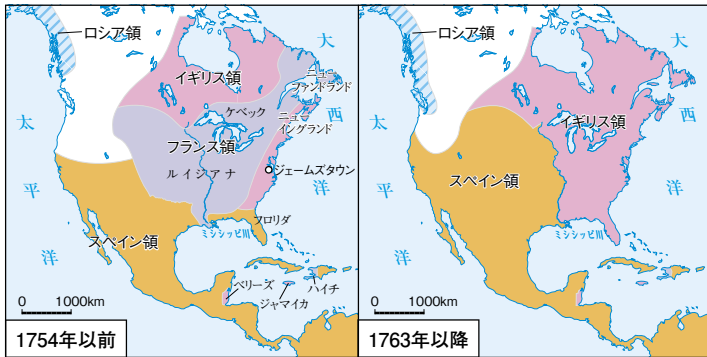 ロシア領
大
イギリス領
ニュー
ファンドランド
ケベック
西
ニュー
イングランド
太
フランス領
ルイジアナ
ジェームズタウン
洋
平
フロリダ
スペイン領
ミシシッピ川
洋
ベリーズ
ハイチ
ジャマイカ
0 1000km
1754年以前
ロシア領
大
西
イギリス領
太
スペイン領
洋
平
ミシシッピ川
洋
0 1000km
1763年以降